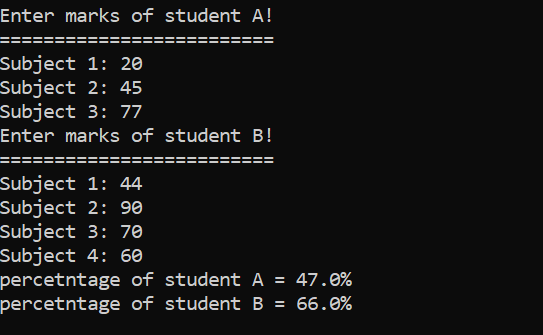 Enter marks of student A!
=========================
Subject 1: 20
Subject 2: 45
Subject 3: 77
Enter marks of student B!
=========================
Subject 1: 44
Subject 2: 90
Subject 3: 70
Subject 4: 60
percetntage of student A = 47.0%
percetntage of student B = 66.0%